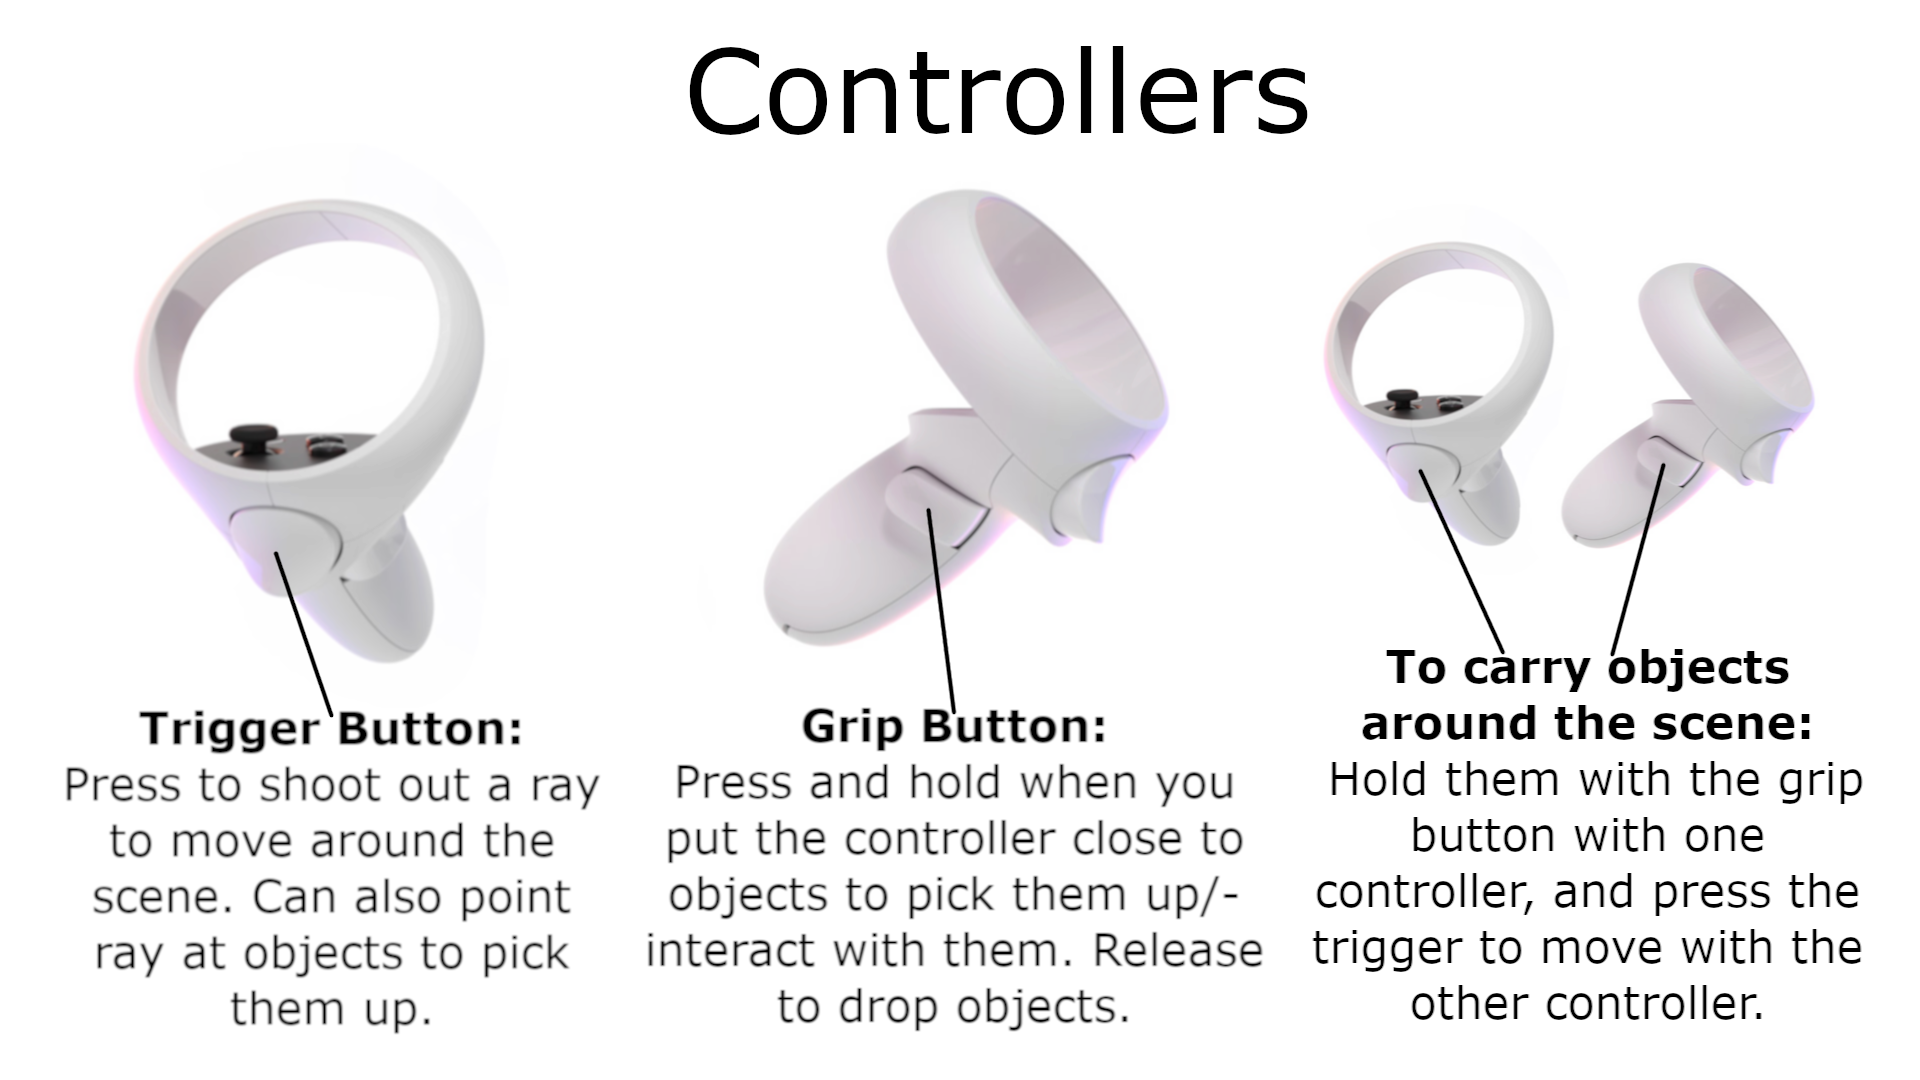 Controllers
Trigger Button:
Press to shoot out a ray
to move around the
scene. Can also point
ray at objects to pick
them up.
Grip Button:
Press and hold when you
put the controller close to
objects to pick them up/-
interact with them. Release
to drop objects.
To carry objects
around the scene:
Hold them with the grip
button with one
controller, and press the
trigger to move with the
other controller.